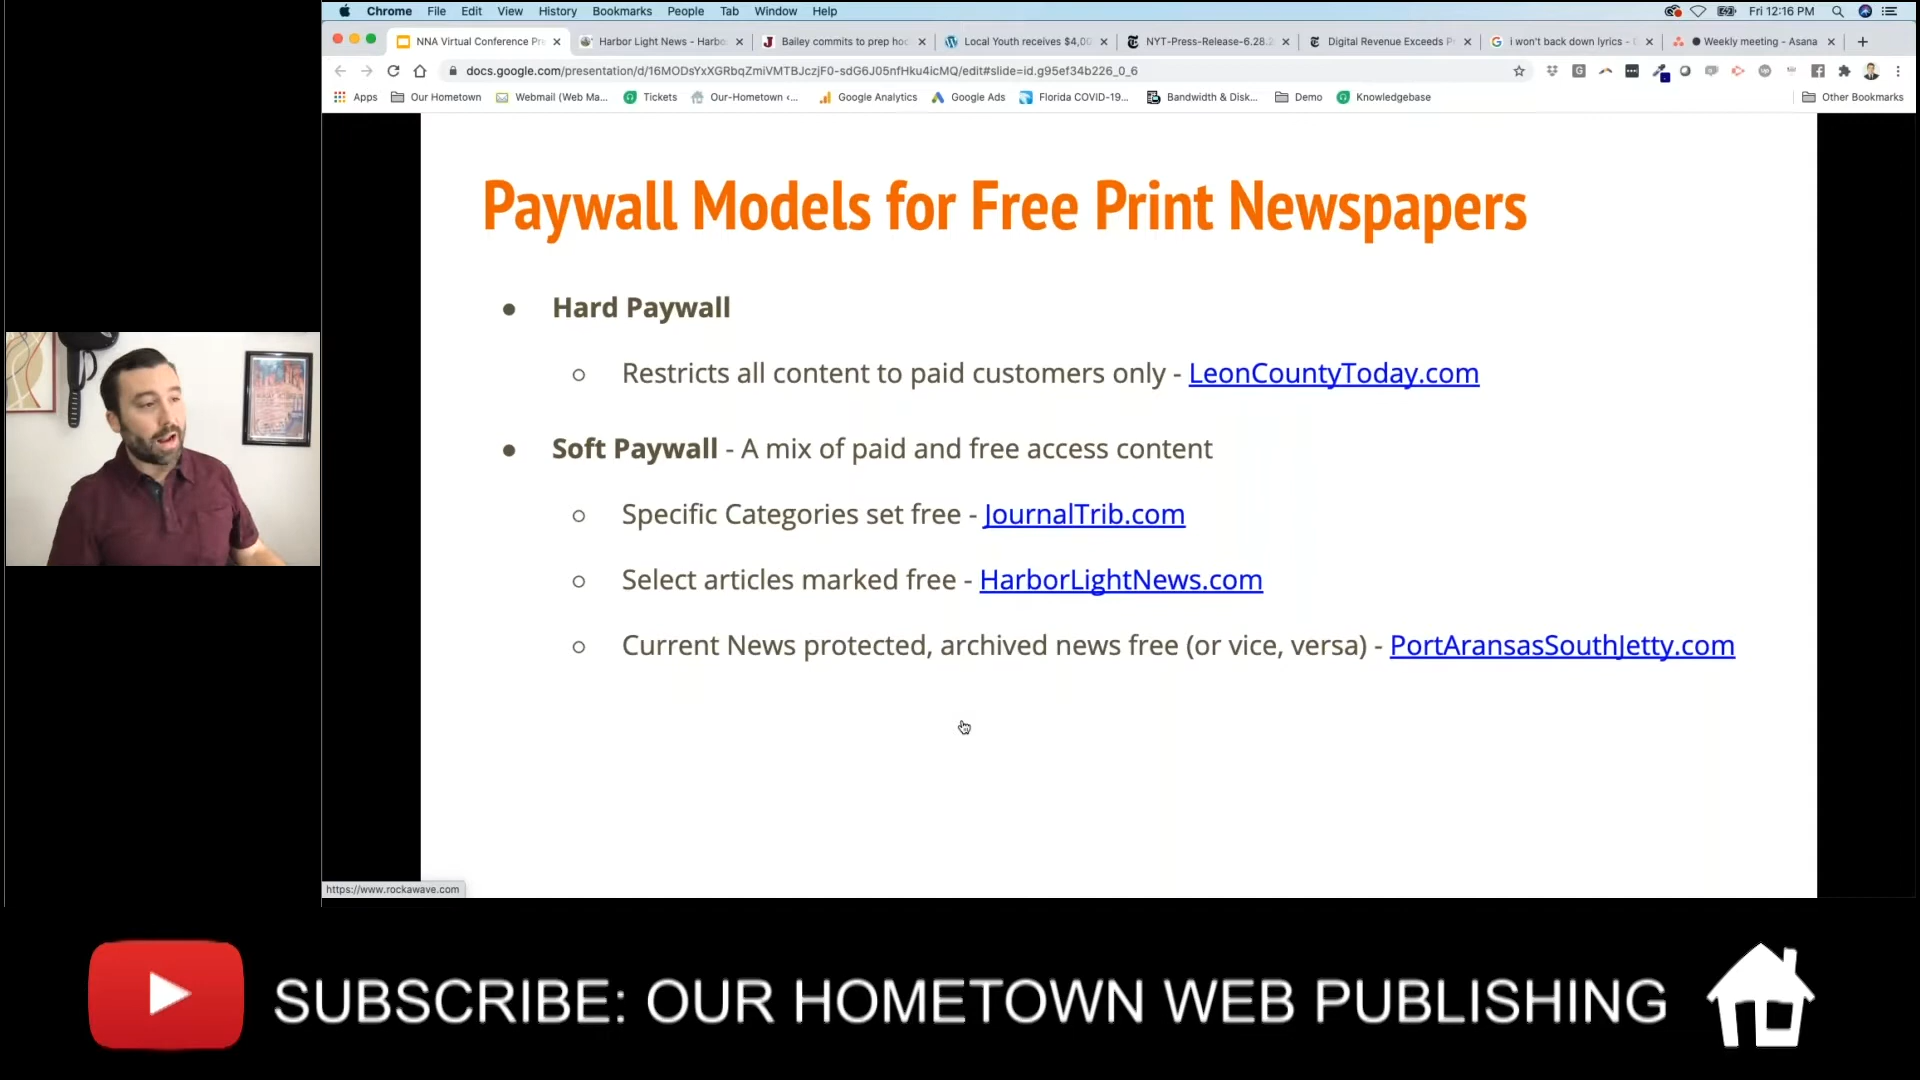 Chrome File Edit View History Bookmarks People Tab Window Help
Fri 12:16 PM
NNA Virtual Conference Pr
Harbor Light News - Harbo
Bailey commits to prep hoc
Local Youth receives $4,00
NYT-Press-Release-6.28.2
Digital Revenue Exceeds P
i won't back down lyrics -
Weekly meeting - Asana
docs.google.com/presentation/d/16MODsYxXGRbqZmiVMTBJczjF0-sdG6J05nfHku4icMQ/edit#slide=id.g95ef34b226_0_6
Apps Our Hometown Webmail (Web Ma... Tickets Our-Hometown ‹... Google Analytics Google Ads Florida COVID-19... Bandwidth & Disk... Demo Knowledgebase Other Bookmarks
Paywall Models for Free Print Newspapers
● Hard Paywall
○ Restricts all content to paid customers only - LeonCountyToday.com
● Soft Paywall - A mix of paid and free access content
○ Specific Categories set free - JournalTrib.com
○ Select articles marked free - HarborLightNews.com
○ Current News protected, archived news free (or vice, versa) - PortAransasSouthJetty.com
https://www.rockawave.com
SUBSCRIBE: OUR HOMETOWN WEB PUBLISHING